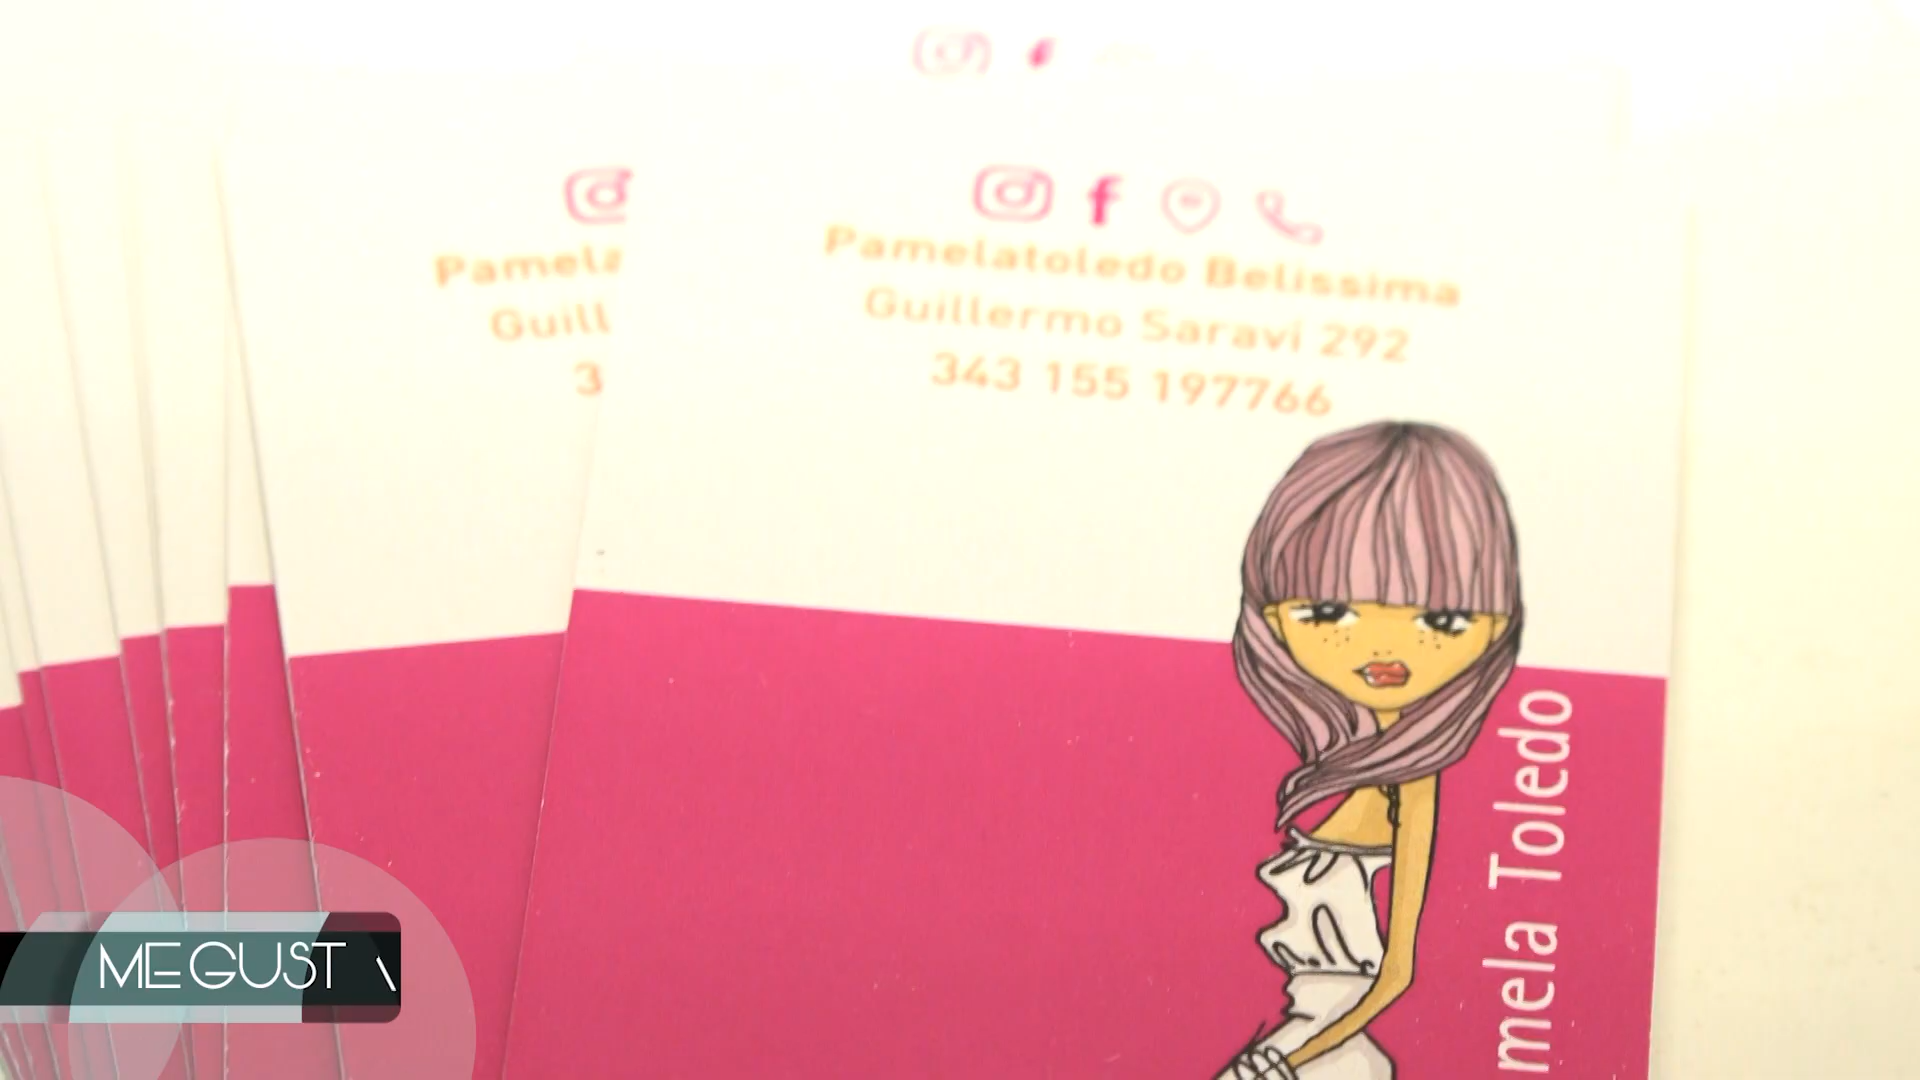 Pamela
Guill
3
Pamelatoledo Belissima
Guillermo Saravi 292
343 155 197766
mela Toledo
ME GUST